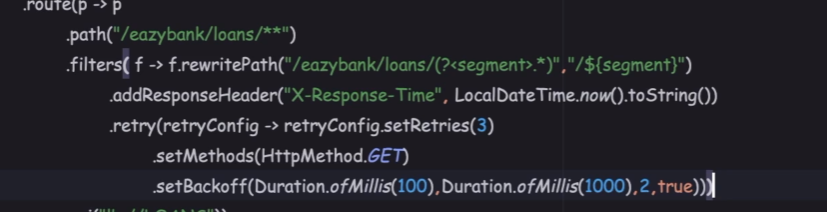 .route(p -> p
.path("/eazybank/loans/**")
.filters( f -> f.rewritePath("/eazybank/loans/(?<segment>.*)","/${segment}")
.addResponseHeader("X-Response-Time", LocalDateTime.now().toString())
.retry(retryConfig -> retryConfig.setRetries(3)
.setMethods(HttpMethod.GET)
.setBackoff(Duration.ofMillis(100),Duration.ofMillis(1000),2,true)))